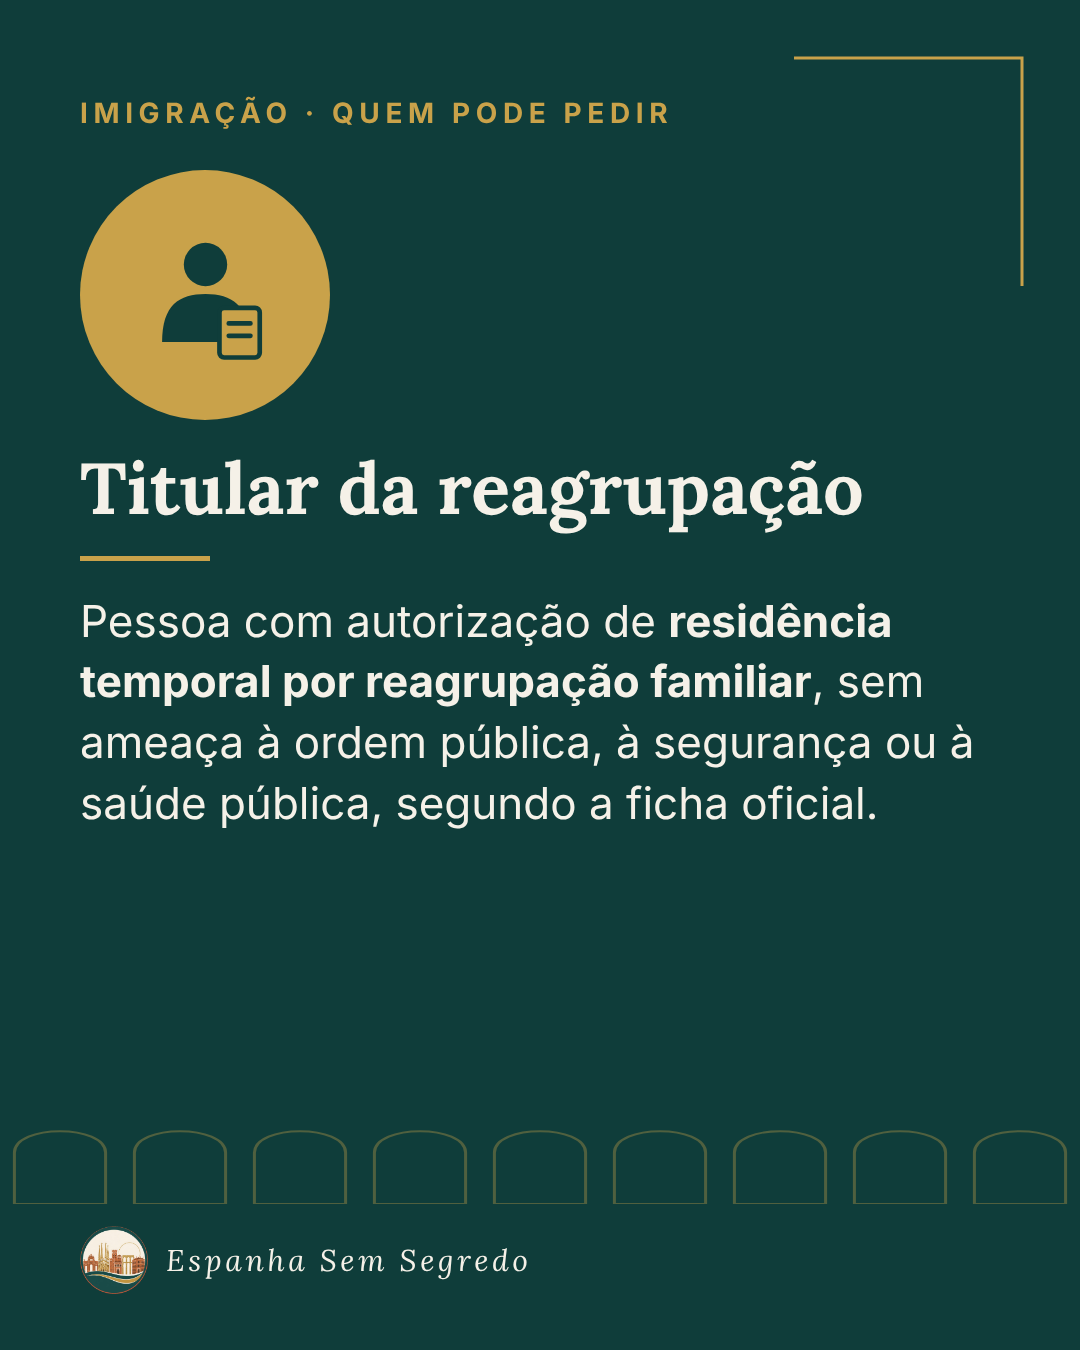 IMIGRAÇÃO · QUEM PODE PEDIR
Titular da reagrupação
Pessoa com autorização de residência
temporal por reagrupação familiar, sem
ameaça à ordem pública, à segurança ou à
saúde pública, segundo a ficha oficial.
Espanha Sem Segredo